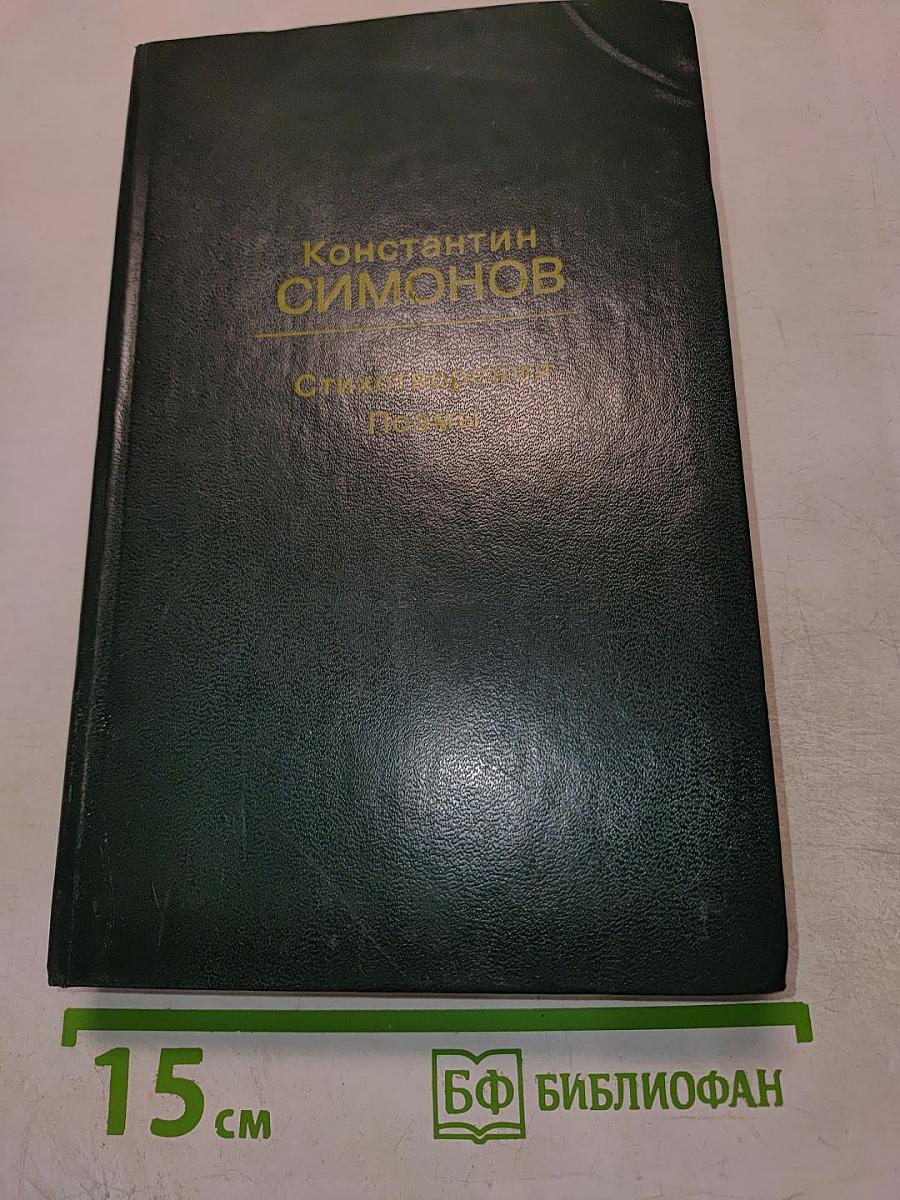 Константин
СИМОНОВ
Стихотворения
Поэмы
15 см
БФ БИБЛИОФАН